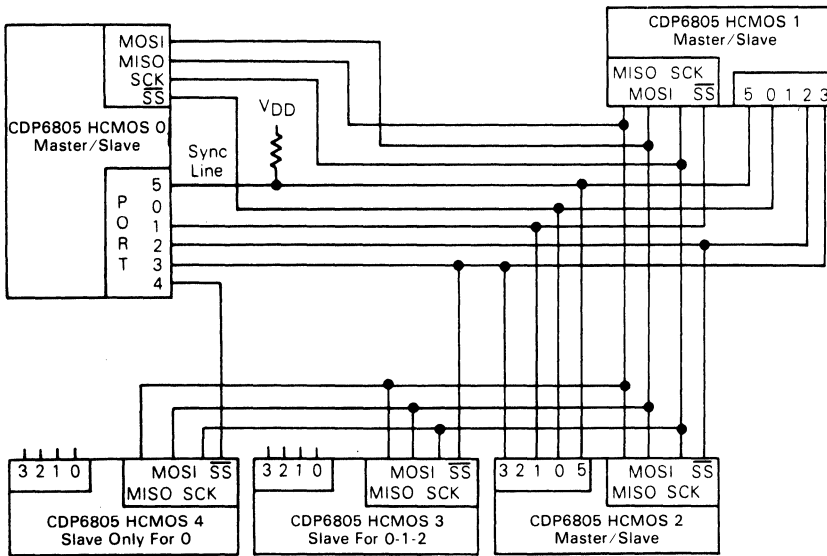 MOSI
MISO
SCK
SS
CDP6805 HCMOS 0
Master/Slave
P O R T
5
0
1
2
3
4
Sync
Line
VDD
CDP6805 HCMOS 1
Master/Slave
MISO SCK
MOSI SS
5 0 1 2 3
3 2 1 0
MOSI SS
MISO SCK
CDP6805 HCMOS 4
Slave Only For 0
3 2 1 0
MOSI SS
MISO SCK
CDP6805 HCMOS 3
Slave For 0-1-2
3 2 1 0 5
MOSI SS
MISO SCK
CDP6805 HCMOS 2
Master/Slave